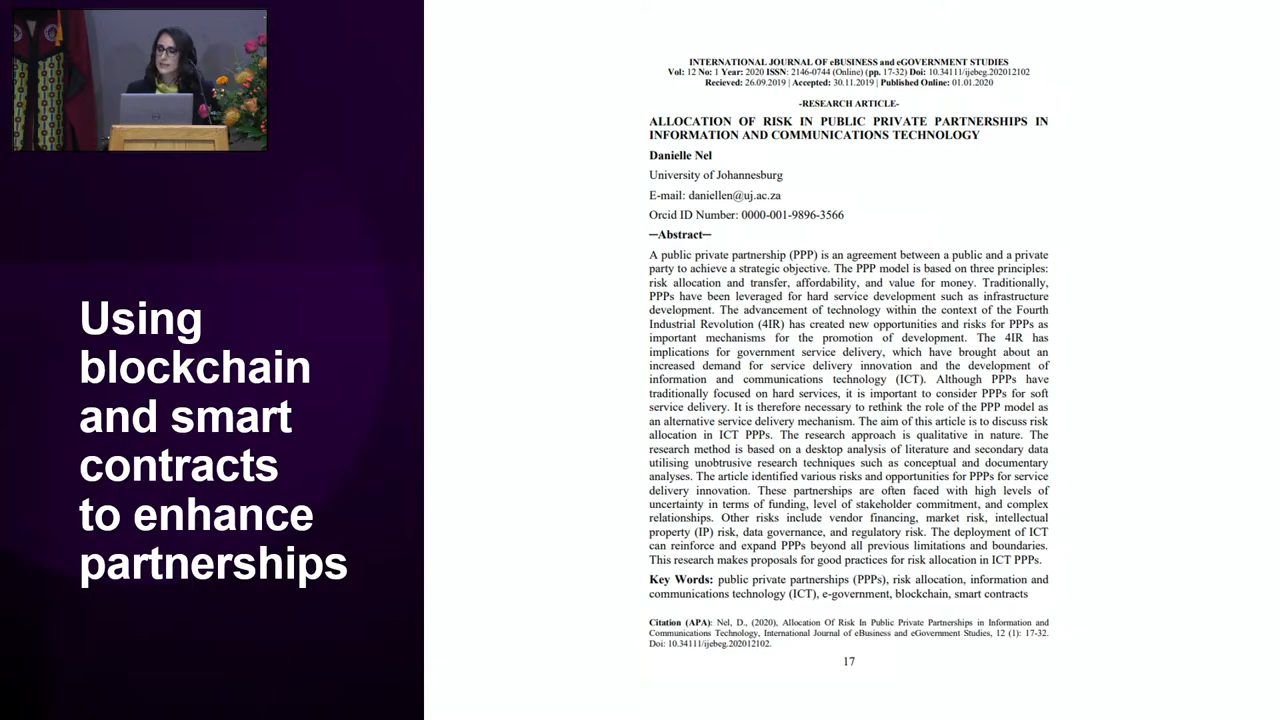 Using
blockchain
and smart
contracts
to enhance
partnerships
INTERNATIONAL JOURNAL OF eBUSINESS and eGOVERNMENT STUDIES
Vol: 12 No: 1 Year: 2020 ISSN: 2146-0744 (Online) (pp. 17-32) Doi: 10.34111/ijebeg.202012102
Recieved: 26.09.2019 | Accepted: 30.11.2019 | Published Online: 01.01.2020
-RESEARCH ARTICLE-
ALLOCATION OF RISK IN PUBLIC PRIVATE PARTNERSHIPS IN
INFORMATION AND COMMUNICATIONS TECHNOLOGY
Danielle Nel
University of Johannesburg
E-mail: daniellen@uj.ac.za
Orcid ID Number: 0000-001-9896-3566
—Abstract—
A public private partnership (PPP) is an agreement between a public and a private
party to achieve a strategic objective. The PPP model is based on three principles:
risk allocation and transfer, affordability, and value for money. Traditionally,
PPPs have been leveraged for hard service development such as infrastructure
development. The advancement of technology within the context of the Fourth
Industrial Revolution (4IR) has created new opportunities and risks for PPPs as
important mechanisms for the promotion of development. The 4IR has
implications for government service delivery, which have brought about an
increased demand for service delivery innovation and the development of
information and communications technology (ICT). Although PPPs have
traditionally focused on hard services, it is important to consider PPPs for soft
service delivery. It is therefore necessary to rethink the role of the PPP model as
an alternative service delivery mechanism. The aim of this article is to discuss risk
allocation in ICT PPPs. The research approach is qualitative in nature. The
research method is based on a desktop analysis of literature and secondary data
utilising unobtrusive research techniques such as conceptual and documentary
analyses. The article identified various risks and opportunities for PPPs for service
delivery innovation. These partnerships are often faced with high levels of
uncertainty in terms of funding, level of stakeholder commitment, and complex
relationships. Other risks include vendor financing, market risk, intellectual
property (IP) risk, data governance, and regulatory risk. The deployment of ICT
can reinforce and expand PPPs beyond all previous limitations and boundaries.
This research makes proposals for good practices for risk allocation in ICT PPPs.
Key Words: public private partnerships (PPPs), risk allocation, information and
communications technology (ICT), e-government, blockchain, smart contracts
Citation (APA): Nel, D., (2020), Allocation Of Risk In Public Private Partnerships in Information and
Communications Technology, International Journal of eBusiness and eGovernment Studies, 12 (1): 17-32.
Doi: 10.34111/ijebeg.202012102.
17